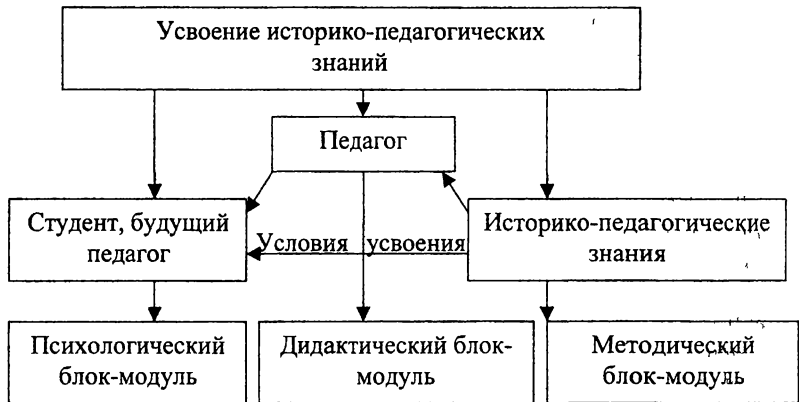 Усвоение историко-педагогических
знаний
Педагог
Студент, будущий
педагог
Условия усвоения
Историко-педагогические
знания
Психологический
блок-модуль
Дидактический блок-
модуль
Методический
блок-модуль